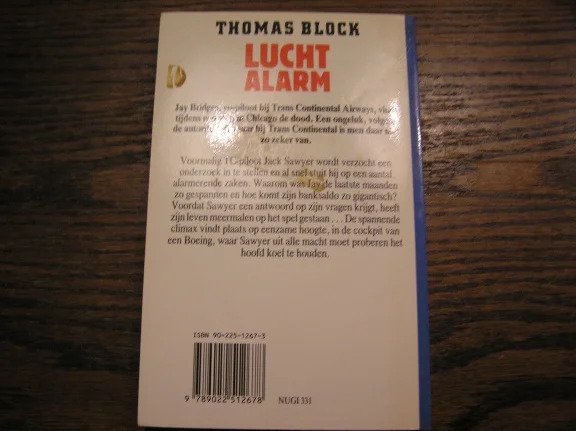 THOMAS BLOCK
LUCHT
ALARM
Jay Bridges, copiloot bij Trans Continental Airways, vindt
tijdens een Chicago de dood. Een ongeluk, volgens
de autoriteiten, maar bij Trans Continental is men daar niet
zo zeker van.
Voormalig TC-piloot Jack Sawyer wordt verzocht een
onderzoek in te stellen en al snel stuit hij op een aantal
alarmerende zaken. Waarom was Jay de laatste maanden
zo gespannen en hoe komt zijn banksaldo zo gigantisch?
Voordat Sawyer een antwoord op zijn vragen krijgt, heeft
zijn leven meermalen op het spel gestaan . . . De spannende
climax vindt plaats op eenzame hoogte, in de cockpit van
een Boeing, waar Sawyer uit alle macht moet proberen het
hoofd koel te houden.
ISBN 90-225-1267-3
9 789022 512678
NUGI 331